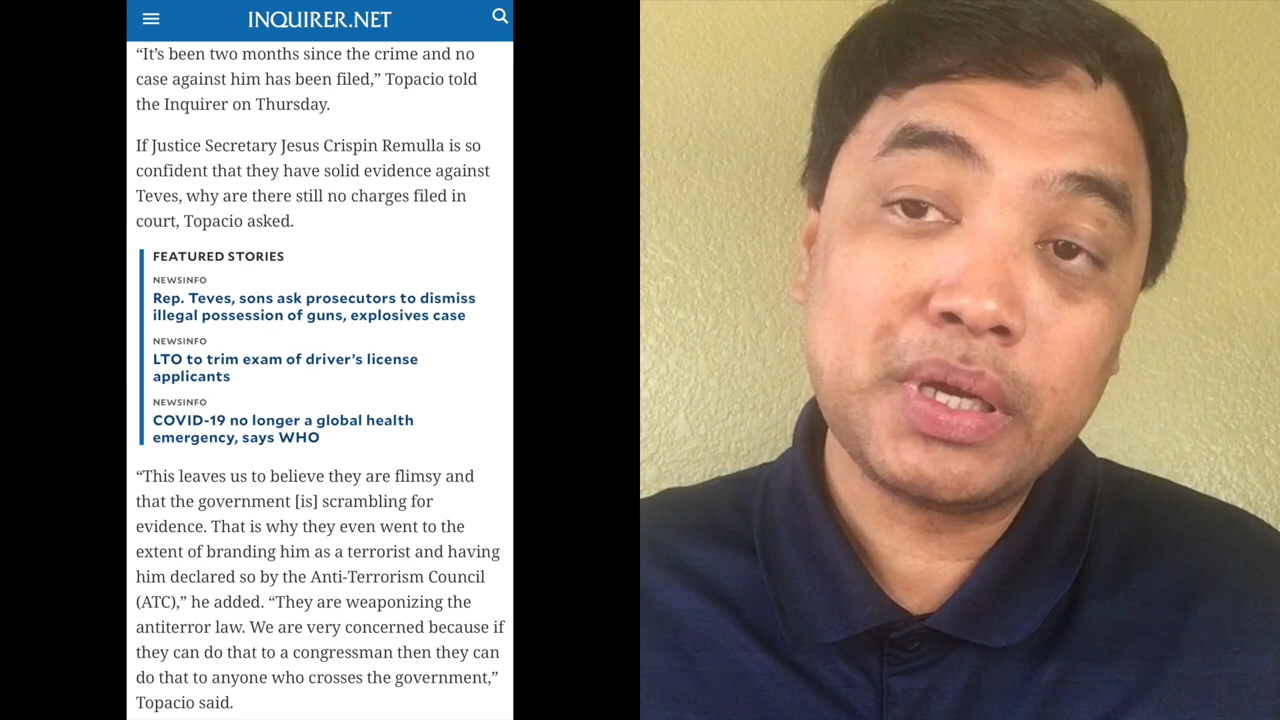 INQUIRER.NET
“It’s been two months since the crime and no
case against him has been filed,” Topacio told
the Inquirer on Thursday.
If Justice Secretary Jesus Crispin Remulla is so
confident that they have solid evidence against
Teves, why are there still no charges filed in
court, Topacio asked.
FEATURED STORIES
NEWSINFO
Rep. Teves, sons ask prosecutors to dismiss
illegal possession of guns, explosives case
NEWSINFO
LTO to trim exam of driver’s license
applicants
NEWSINFO
COVID-19 no longer a global health
emergency, says WHO
“This leaves us to believe they are flimsy and
that the government [is] scrambling for
evidence. That is why they even went to the
extent of branding him as a terrorist and having
him declared so by the Anti-Terrorism Council
(ATC),” he added. “They are weaponizing the
antiterror law. We are very concerned because if
they can do that to a congressman then they can
do that to anyone who crosses the government,”
Topacio said.